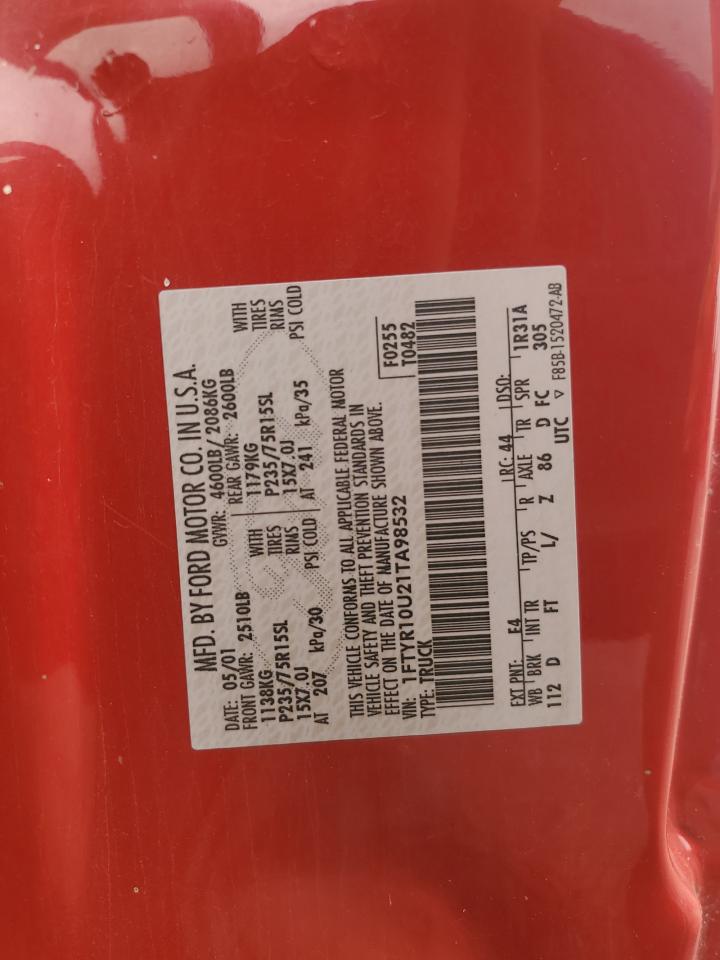 MFD. BY FORD MOTOR CO. IN U.S.A.
DATE: 05/01 GVWR: 4600LB/ 2086KG
FRONT GAWR: 2510LB REAR GAWR: 2600LB
1138KG WITH 1179KG WITH
P235/75R15SL TIRES P235/75R15SL TIRES
15X7.0J RIMS 15X7.0J RIMS
AT 207 kPa/30 PSI COLD AT 241 kPa/35 PSI COLD
THIS VEHICLE CONFORMS TO ALL APPLICABLE FEDERAL MOTOR
VEHICLE SAFETY AND THEFT PREVENTION STANDARDS IN
EFFECT ON THE DATE OF MANUFACTURE SHOWN ABOVE.
F0255
VIN: 1FTYR10U21TA98532 T0482
TYPE: TRUCK
EXT PNT: E4 RC: 44 DSO:
WB BRK INT TR TP/PS R AXLE TR SPR 1R31A
112 D FT L/ Z 86 D FC 305
UTC ▽ F85B-1520472-AB